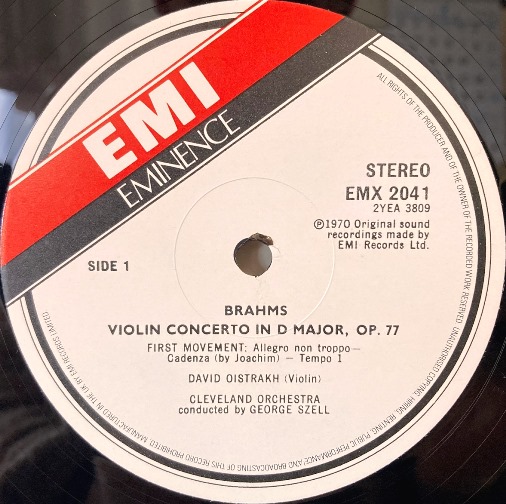 EMI
EMINENCE
STEREO
EMX 2041
2YEA 3809
℗1970 Original sound
recordings made by
EMI Records Ltd.
SIDE 1
BRAHMS
VIOLIN CONCERTO IN D MAJOR, OP. 77
FIRST MOVEMENT; Allegro non troppo—
Cadenza (by Joachim) — Tempo 1
DAVID OISTRAKH (Violin)
CLEVELAND ORCHESTRA
conducted by GEORGE SZELL
ALL RIGHTS OF THE PRODUCER AND OF THE OWNER OF THE RECORDED WORK RESERVED. UNAUTHORISED COPYING, HIRING, RENTING, PUBLIC PERFORMANCE AND BROADCASTING OF THIS RECORD PROHIBITED. MANUFACTURED IN THE UK BY EMI RECORDS LIMITED